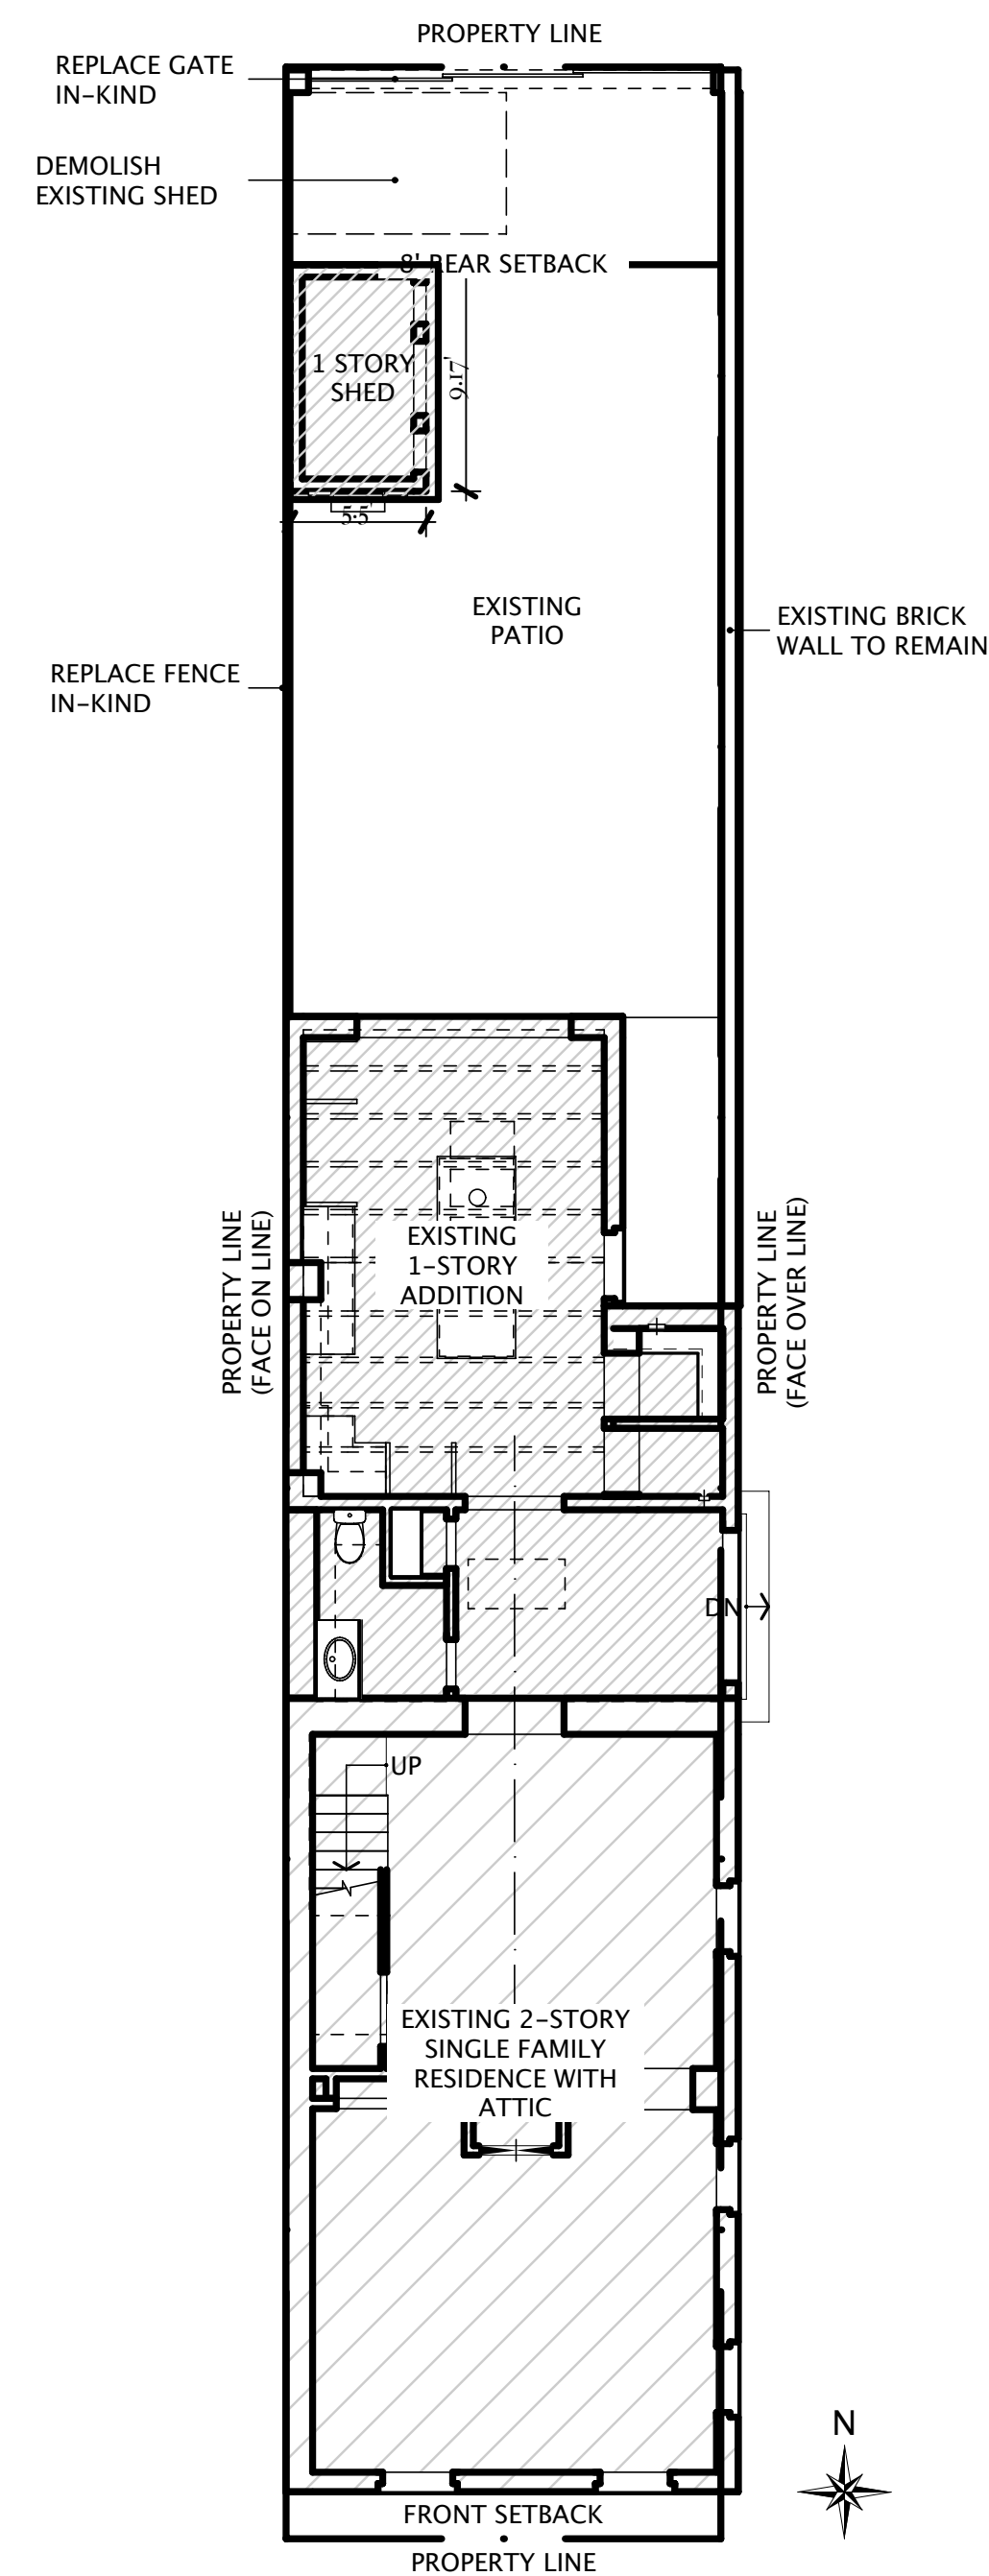 PROPERTY LINE
REPLACE GATE
IN-KIND
DEMOLISH
EXISTING SHED
8' REAR SETBACK
1 STORY
SHED
9.17'
5.5'
EXISTING
PATIO
EXISTING BRICK
WALL TO REMAIN
REPLACE FENCE
IN-KIND
PROPERTY LINE
(FACE ON LINE)
EXISTING
1-STORY
ADDITION
PROPERTY LINE
(FACE OVER LINE)
DN
UP
EXISTING 2-STORY
SINGLE FAMILY
RESIDENCE WITH
ATTIC
N
FRONT SETBACK
PROPERTY LINE